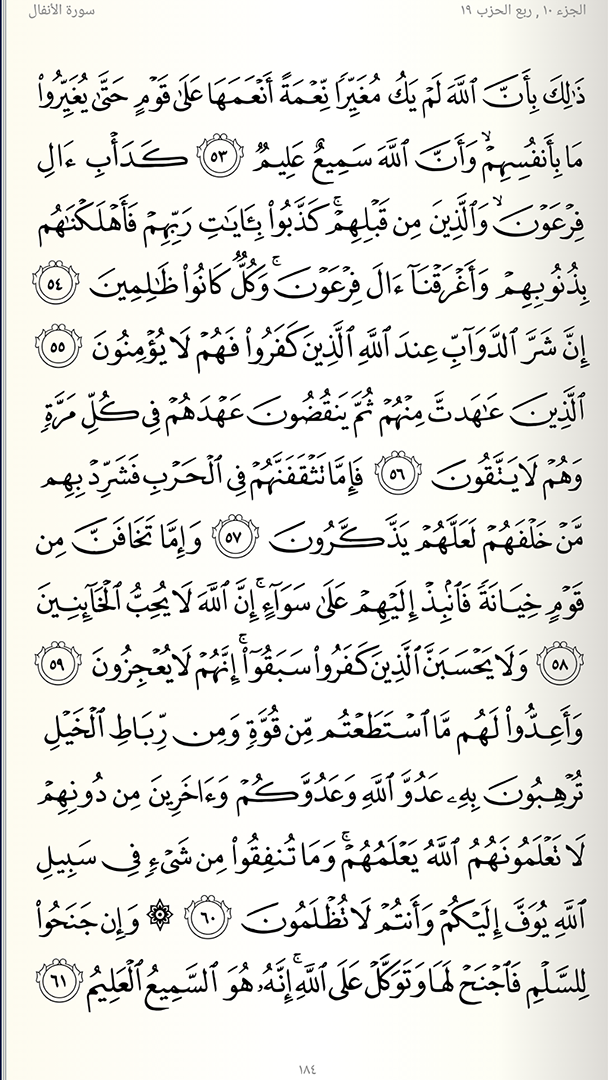 الجزء ١٠ , ربع الحزب ١٩
سورة الأنفال
ذَٰلِكَ بِأَنَّ ٱللَّهَ لَمْ يَكُ مُغَيِّرًا نِّعْمَةً أَنْعَمَهَا عَلَىٰ قَوْمٍ حَتَّىٰ يُغَيِّرُوا۟
مَا بِأَنفُسِهِمْ ۙ وَأَنَّ ٱللَّهَ سَمِيعٌ عَلِيمٌ ٥٣ كَدَأْبِ ءَالِ
فِرْعَوْنَ ۙ وَٱلَّذِينَ مِن قَبْلِهِمْ ۚ كَذَّبُوا۟ بِـَٔايَٰتِ رَبِّهِمْ فَأَهْلَكْنَٰهُم
بِذُنُوبِهِمْ وَأَغْرَقْنَآ ءَالَ فِرْعَوْنَ ۚ وَكُلٌّ كَانُوا۟ ظَٰلِمِينَ ٥٤
إِنَّ شَرَّ ٱلدَّوَآبِّ عِندَ ٱللَّهِ ٱلَّذِينَ كَفَرُوا۟ فَهُمْ لَا يُؤْمِنُونَ ٥٥
ٱلَّذِينَ عَٰهَدتَّ مِنْهُمْ ثُمَّ يَنقُضُونَ عَهْدَهُمْ فِى كُلِّ مَرَّةٍ
وَهُمْ لَا يَتَّقُونَ ٥٦ فَإِمَّا تَثْقَفَنَّهُمْ فِى ٱلْحَرْبِ فَشَرِّدْ بِهِم
مَّنْ خَلْفَهُمْ لَعَلَّهُمْ يَذَّكَّرُونَ ٥٧ وَإِمَّا تَخَافَنَّ مِن
قَوْمٍ خِيَانَةً فَٱنۢبِذْ إِلَيْهِمْ عَلَىٰ سَوَآءٍ ۚ إِنَّ ٱللَّهَ لَا يُحِبُّ ٱلْخَآئِنِينَ
٥٨ وَلَا يَحْسَبَنَّ ٱلَّذِينَ كَفَرُوا۟ سَبَقُوٓا۟ ۚ إِنَّهُمْ لَا يُعْجِزُونَ ٥٩
وَأَعِدُّوا۟ لَهُم مَّا ٱسْتَطَعْتُم مِّن قُوَّةٍ وَمِن رِّبَاطِ ٱلْخَيْلِ
تُرْهِبُونَ بِهِۦ عَدُوَّ ٱللَّهِ وَعَدُوَّكُمْ وَءَاخَرِينَ مِن دُونِهِمْ
لَا تَعْلَمُونَهُمُ ٱللَّهُ يَعْلَمُهُمْ ۚ وَمَا تُنفِقُوا۟ مِن شَىْءٍ فِى سَبِيلِ
ٱللَّهِ يُوَفَّ إِلَيْكُمْ وَأَنتُمْ لَا تُظْلَمُونَ ٦٠ ۞ وَإِن جَنَحُوا۟
لِلسَّلْمِ فَٱجْنَحْ لَهَا وَتَوَكَّلْ عَلَى ٱللَّهِ ۚ إِنَّهُۥ هُوَ ٱلسَّمِيعُ ٱلْعَلِيمُ ٦١
١٨٤